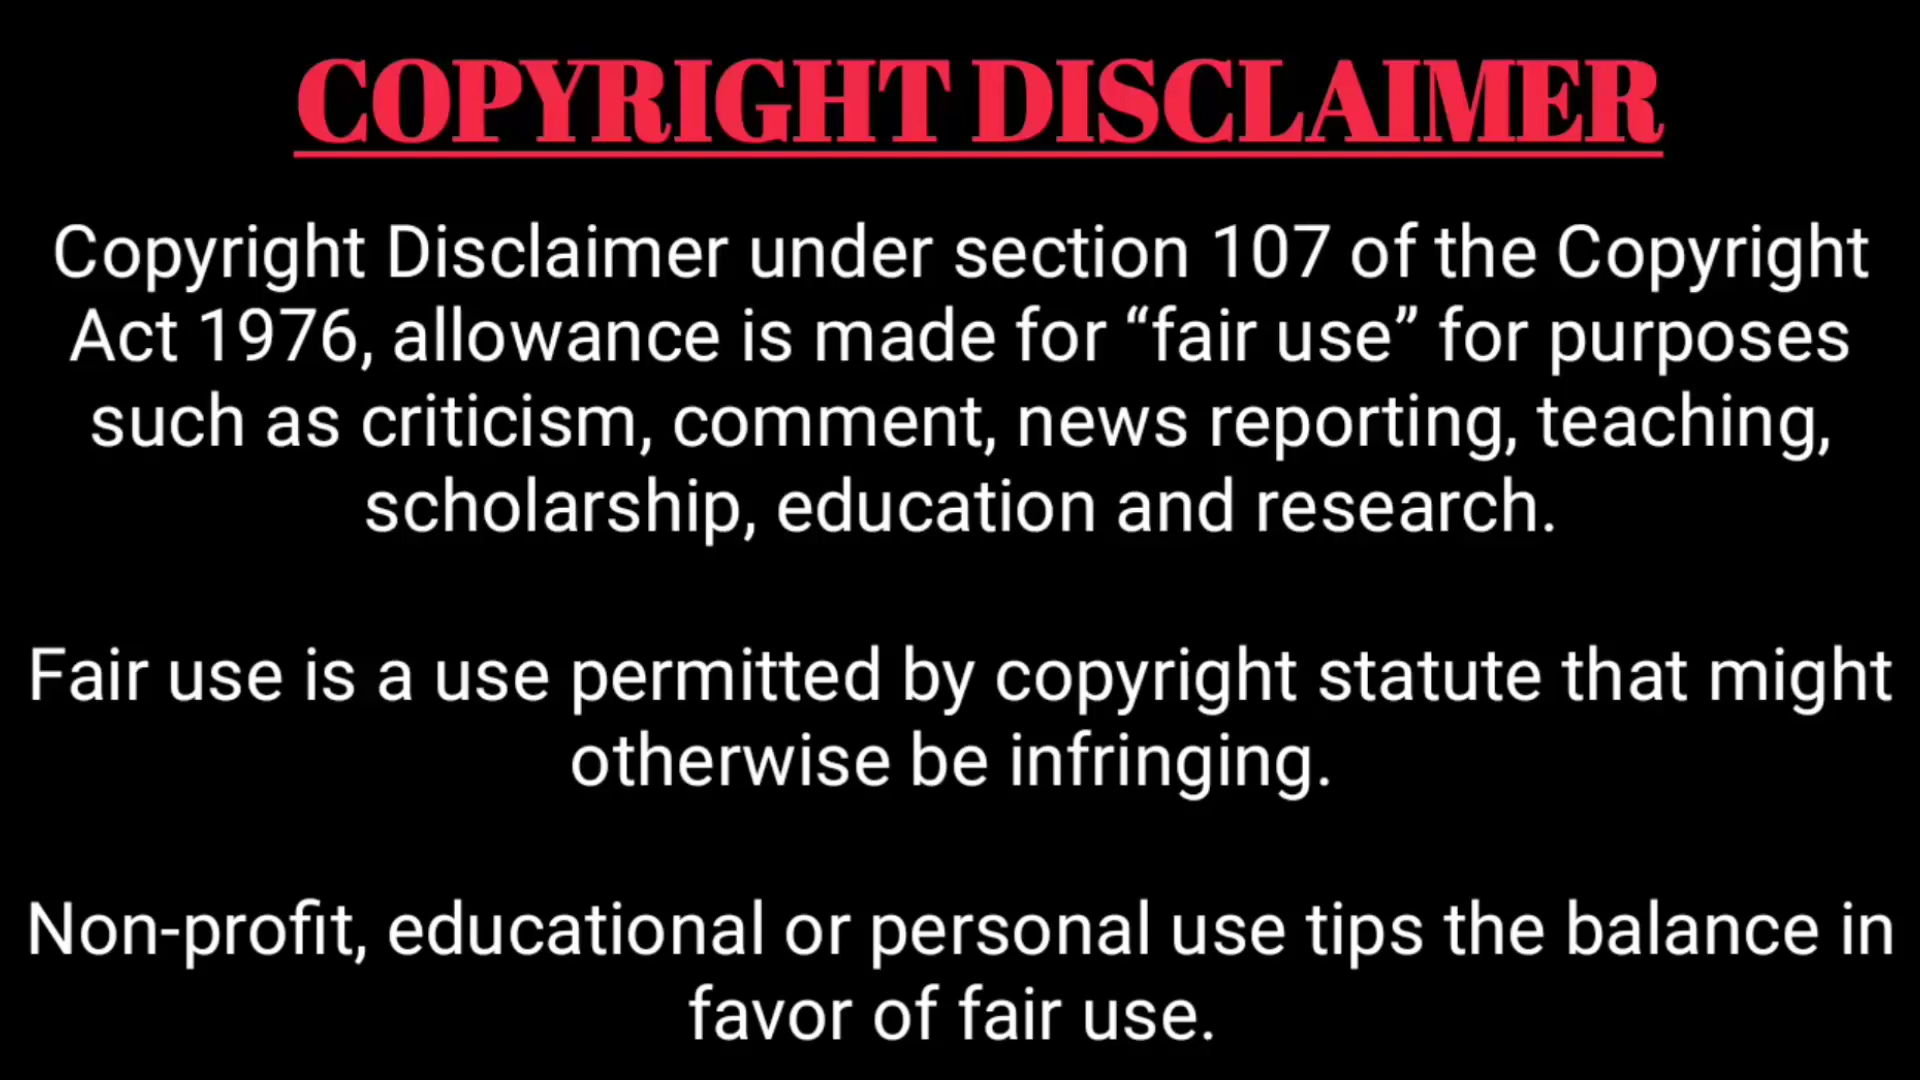 COPYRIGHT DISCLAIMER
Copyright Disclaimer under section 107 of the Copyright
Act 1976, allowance is made for “fair use” for purposes
such as criticism, comment, news reporting, teaching,
scholarship, education and research.
Fair use is a use permitted by copyright statute that might
otherwise be infringing.
Non-profit, educational or personal use tips the balance in
favor of fair use.